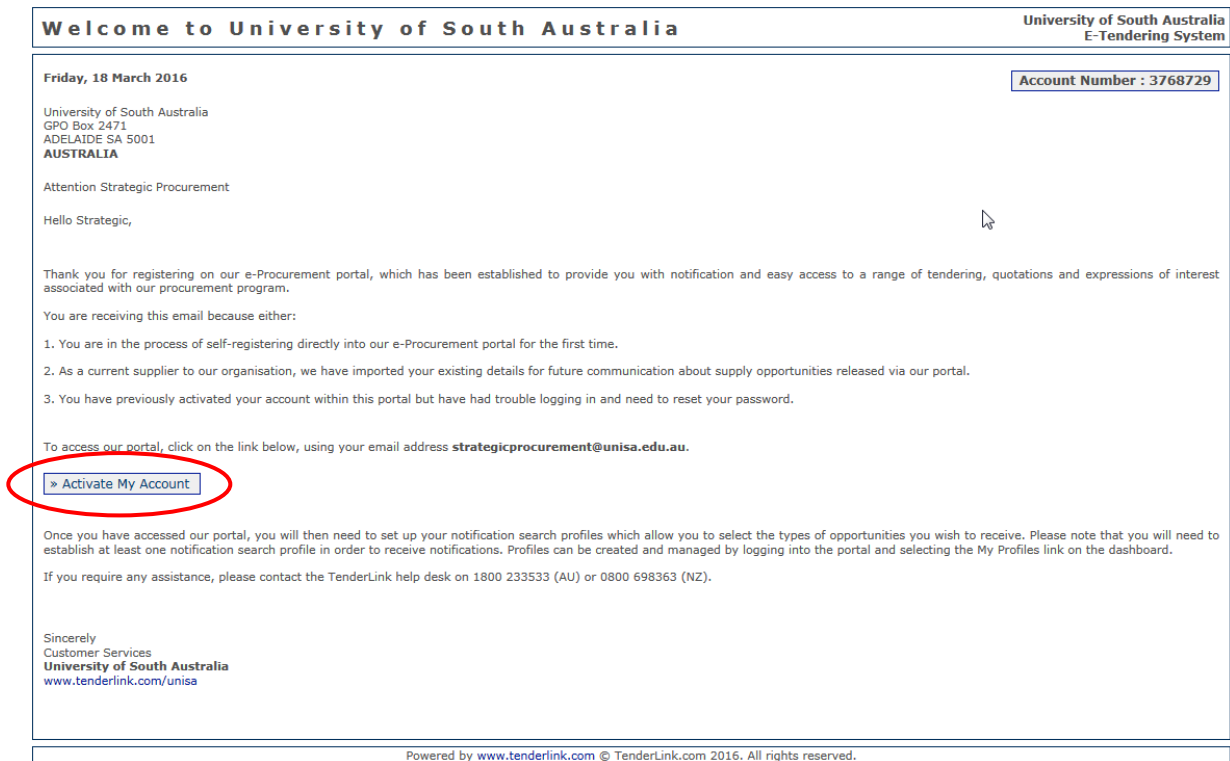 Welcome to University of South Australia
University of South Australia
E-Tendering System
Friday, 18 March 2016
Account Number : 3768729
University of South Australia
GPO Box 2471
ADELAIDE SA 5001
AUSTRALIA
Attention Strategic Procurement
Hello Strategic,
Thank you for registering on our e-Procurement portal, which has been established to provide you with notification and easy access to a range of tendering, quotations and expressions of interest
associated with our procurement program.
You are receiving this email because either:
1. You are in the process of self-registering directly into our e-Procurement portal for the first time.
2. As a current supplier to our organisation, we have imported your existing details for future communication about supply opportunities released via our portal.
3. You have previously activated your account within this portal but have had trouble logging in and need to reset your password.
To access our portal, click on the link below, using your email address strategicprocurement@unisa.edu.au.
» Activate My Account
Once you have accessed our portal, you will then need to set up your notification search profiles which allow you to select the types of opportunities you wish to receive. Please note that you will need to
establish at least one notification search profile in order to receive notifications. Profiles can be created and managed by logging into the portal and selecting the My Profiles link on the dashboard.
If you require any assistance, please contact the TenderLink help desk on 1800 233533 (AU) or 0800 698363 (NZ).
Sincerely
Customer Services
University of South Australia
www.tenderlink.com/unisa
Powered by www.tenderlink.com © TenderLink.com 2016. All rights reserved.